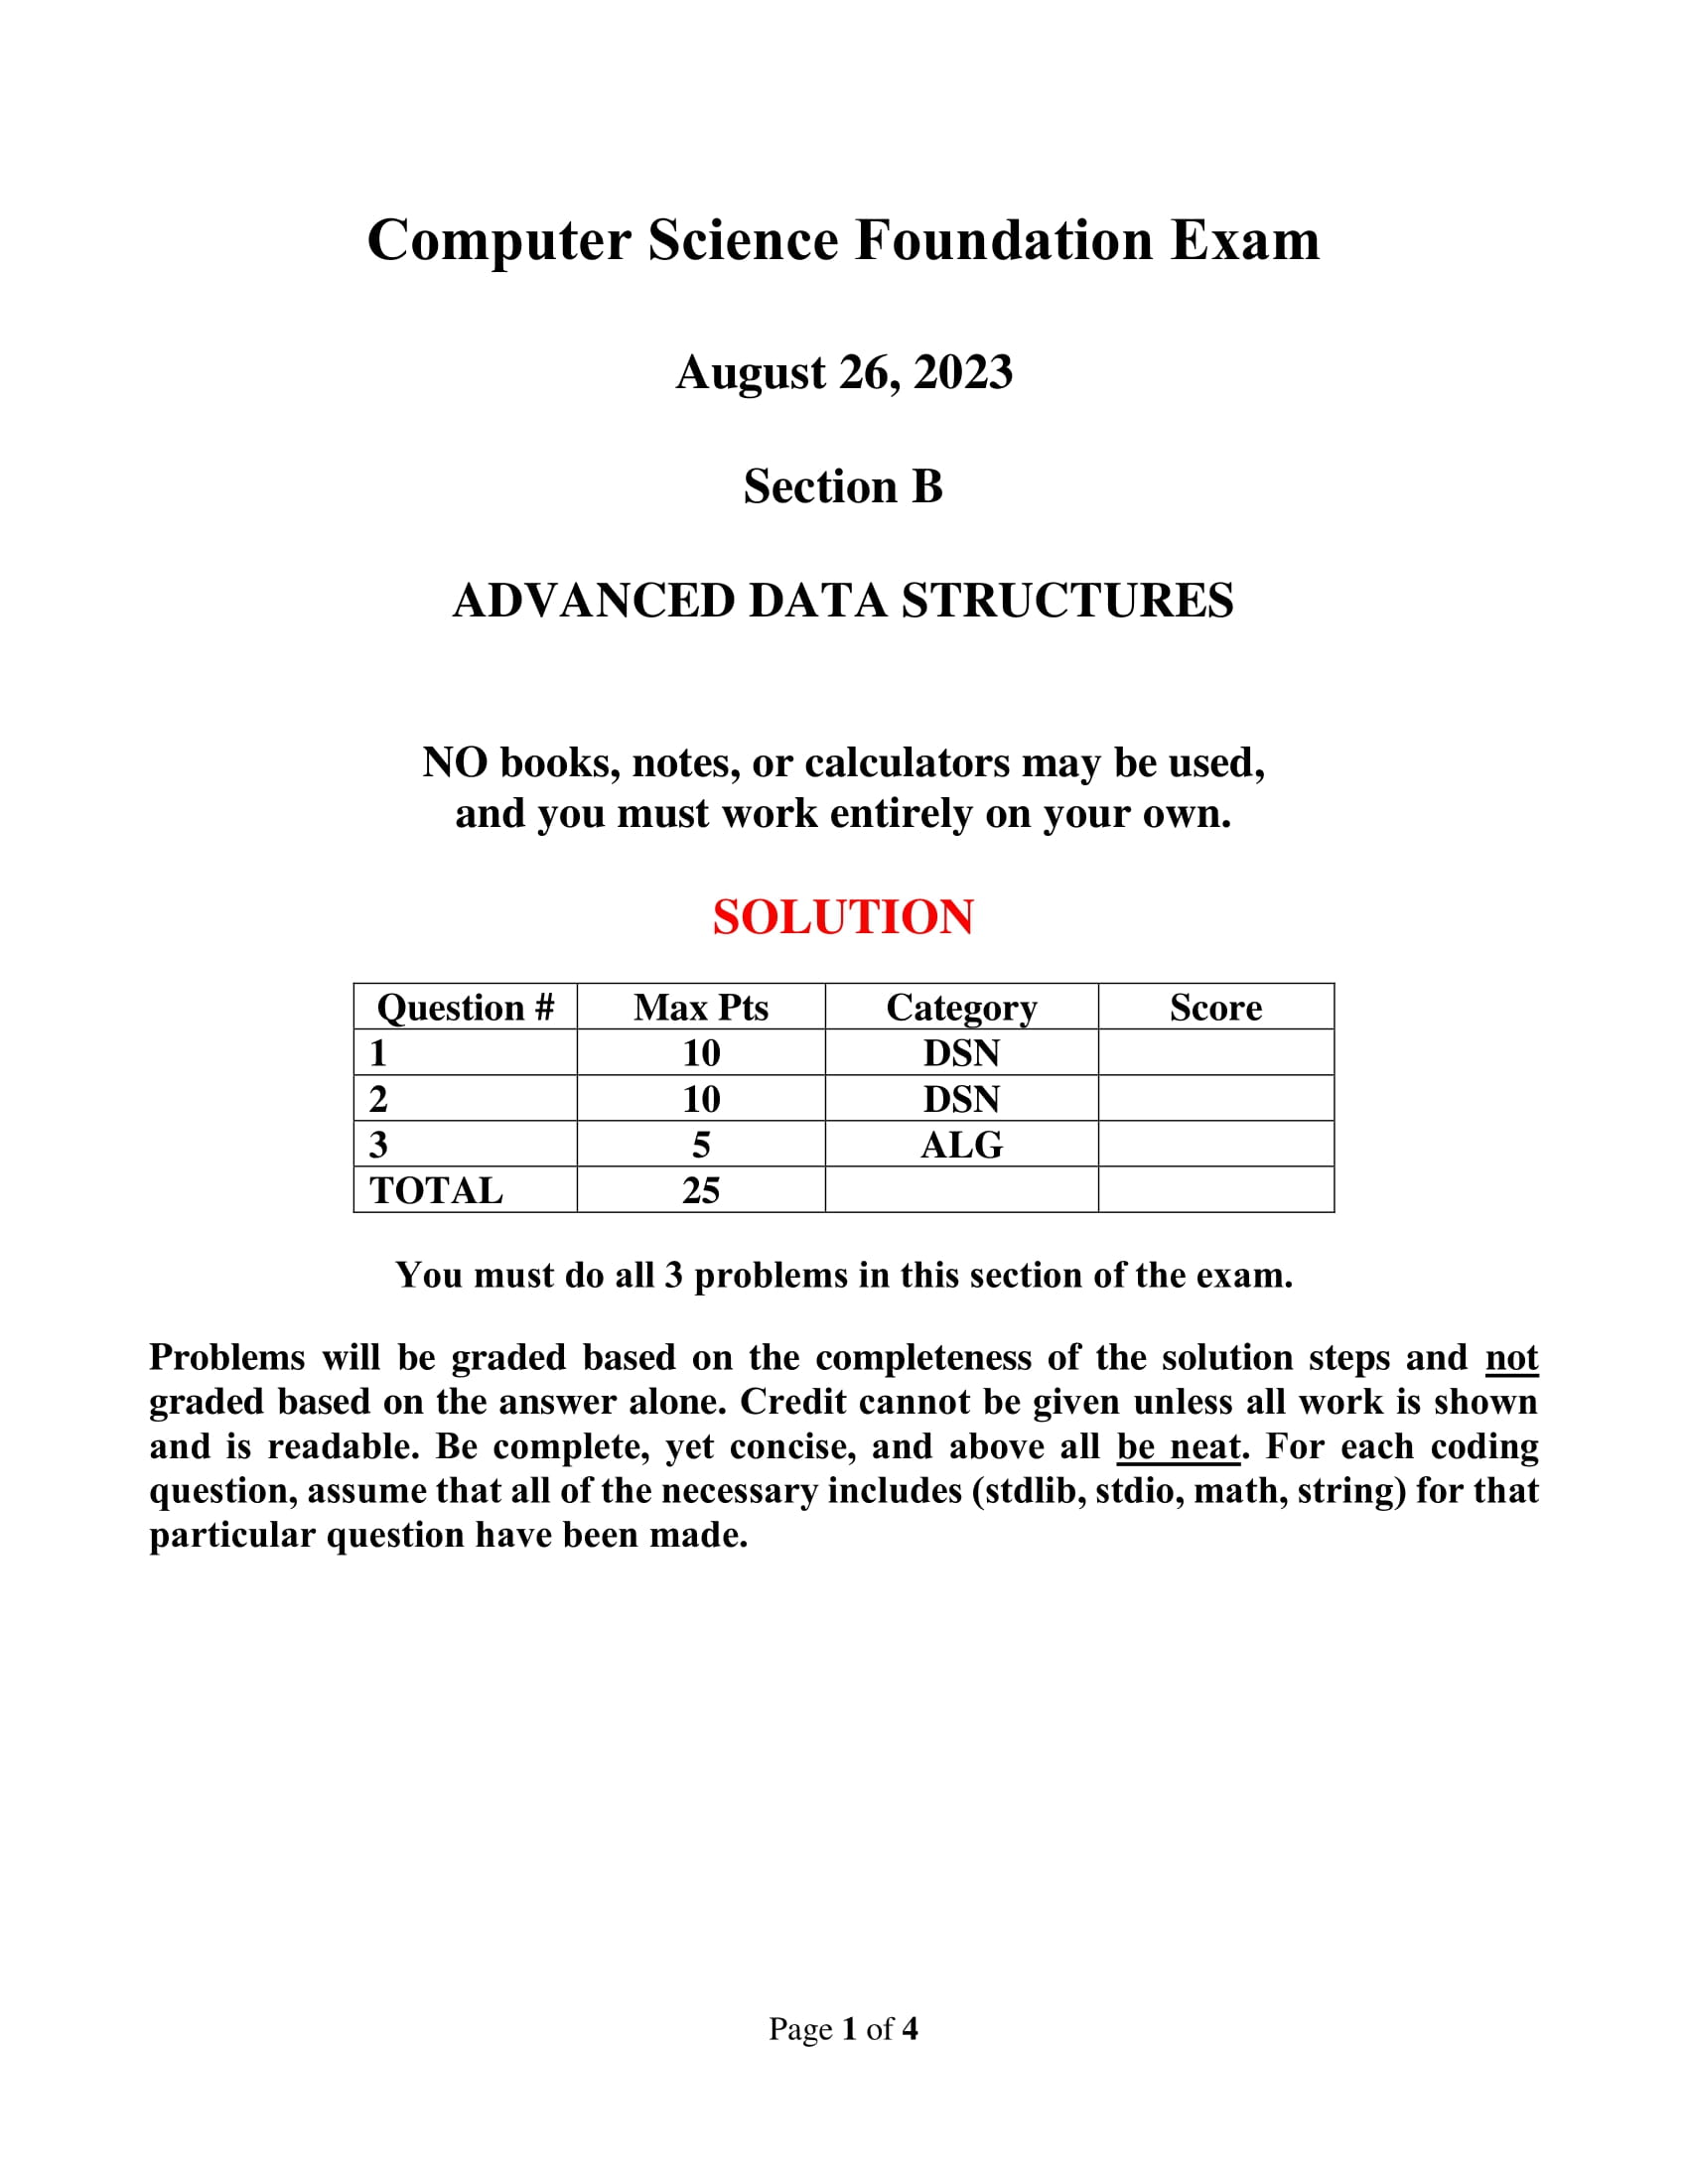 Computer Science Foundation Exam
August 26, 2023
Section B
ADVANCED DATA STRUCTURES
NO books, notes, or calculators may be used,
and you must work entirely on your own.
SOLUTION
Question # Max Pts Category Score
1 10 DSN
2 10 DSN
3 5 ALG
TOTAL 25
You must do all 3 problems in this section of the exam.
Problems will be graded based on the completeness of the solution steps and not
graded based on the answer alone. Credit cannot be given unless all work is shown
and is readable. Be complete, yet concise, and above all be neat. For each coding
question, assume that all of the necessary includes (stdlib, stdio, math, string) for that
particular question have been made.
Page 1 of 4